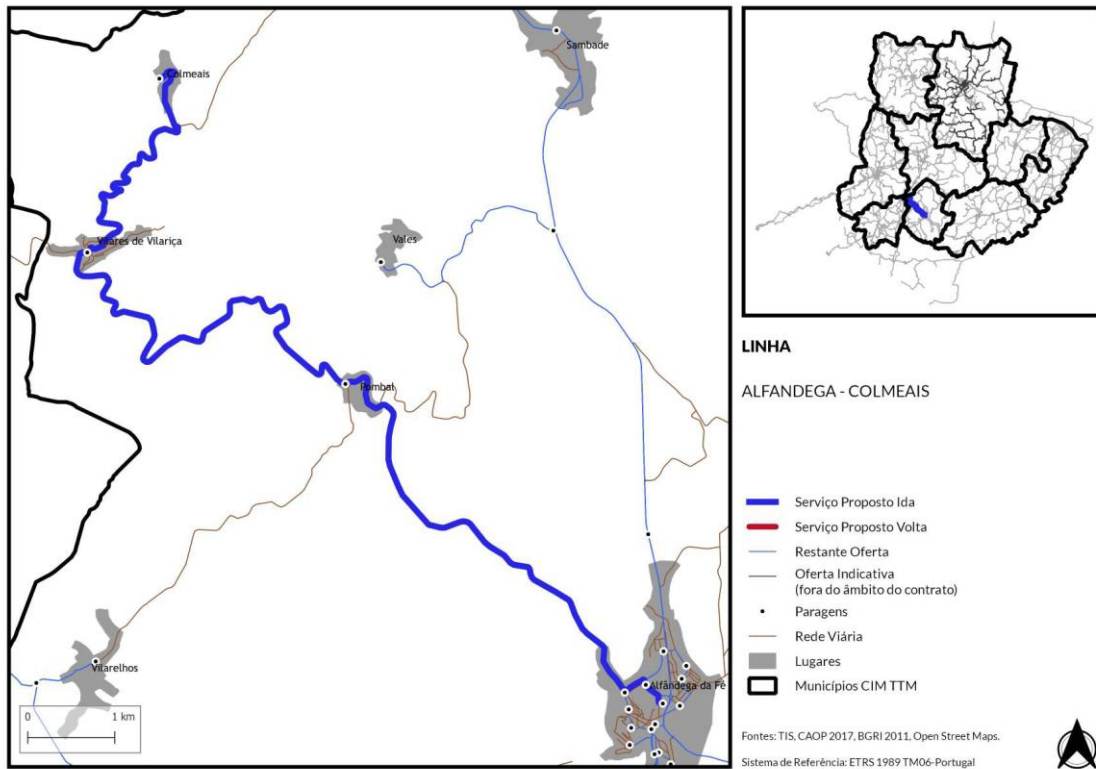 Sambade
Colmeais
Vilares de Vilariça
Vales
Pombal
Vilarelhos
Alfândega da Fé
0 1 km
LINHA
ALFANDEGA - COLMEAIS
Serviço Proposto Ida
Serviço Proposto Volta
Restante Oferta
Oferta Indicativa
(fora do âmbito do contrato)
Paragens
Rede Viária
Lugares
Municípios CIM TTM
Fontes: TIS, CAOP 2017, BGRI 2011, Open Street Maps.
Sistema de Referência: ETRS 1989 TM06-Portugal